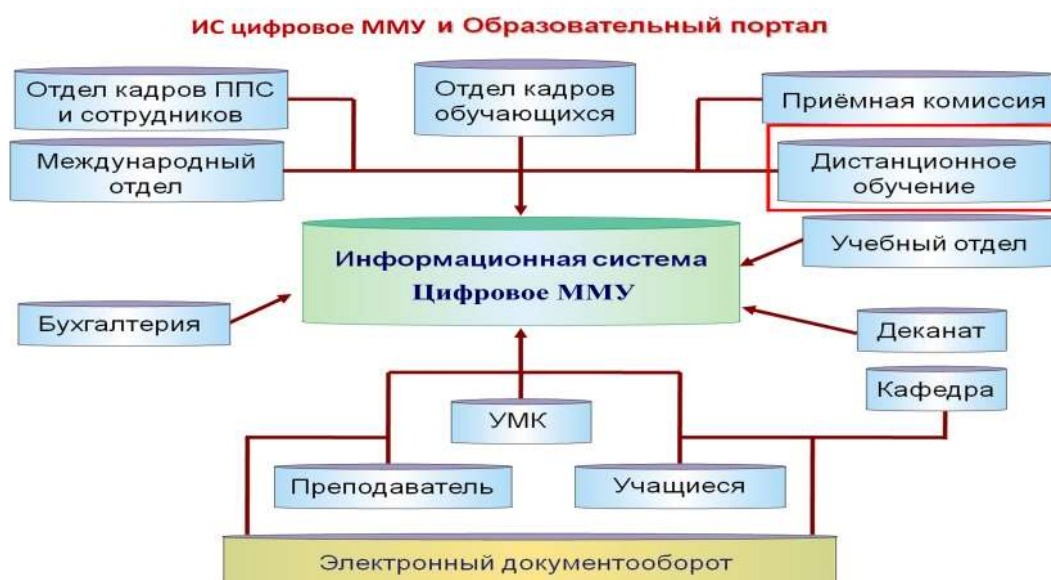 ИС цифровое ММУ и Образовательный портал
Отдел кадров ППС
и сотрудников
Отдел кадров
обучающихся
Приёмная комиссия
Международный
отдел
Дистанционное
обучение
Учебный отдел
Информационная система
Цифровое ММУ
Бухгалтерия
Деканат
Кафедра
УМК
Преподаватель
Учащиеся
Электронный документооборот